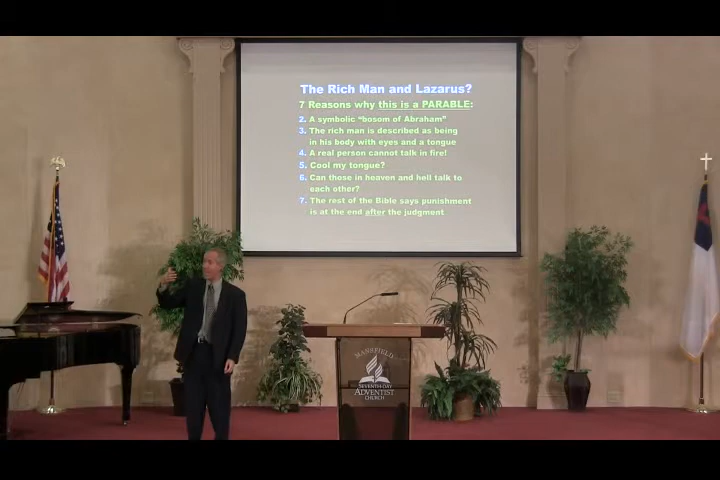 The Rich Man and Lazarus?
7 Reasons why this is a PARABLE:
2. A symbolic "bosom of Abraham"
3. The rich man is described as being
in his body with eyes and a tongue
4. A real person cannot talk in fire!
5. Cool my tongue?
6. Can those in heaven and hell talk to
each other?
7. The rest of the Bible says punishment
is at the end after the judgment
MANSFIELD
SEVENTH-DAY
ADVENTIST
CHURCH